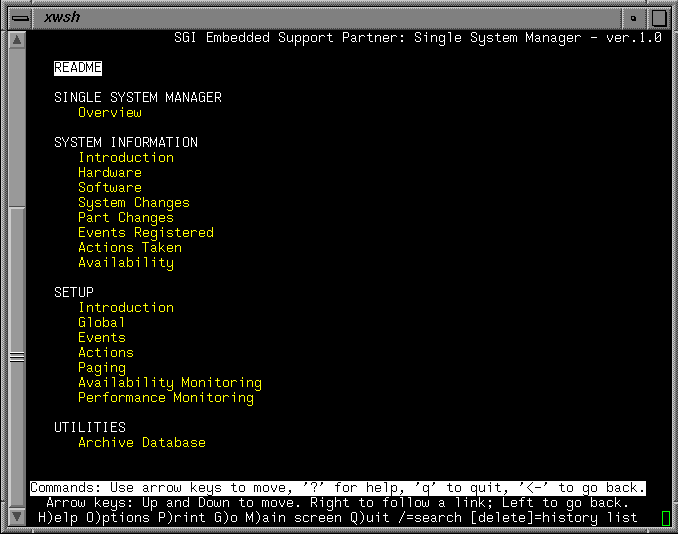 xwsh
SGI Embedded Support Partner: Single System Manager - ver.1.0
README
SINGLE SYSTEM MANAGER
Overview
SYSTEM INFORMATION
Introduction
Hardware
Software
System Changes
Part Changes
Events Registered
Actions Taken
Availability
SETUP
Introduction
Global
Events
Actions
Paging
Availability Monitoring
Performance Monitoring
UTILITIES
Archive Database
Commands: Use arrow keys to move, '?' for help, 'q' to quit, '<-' to go back.
Arrow keys: Up and Down to move. Right to follow a link; Left to go back.
H)elp O)ptions P)rint G)o M)ain screen Q)uit /=search [delete]=history list